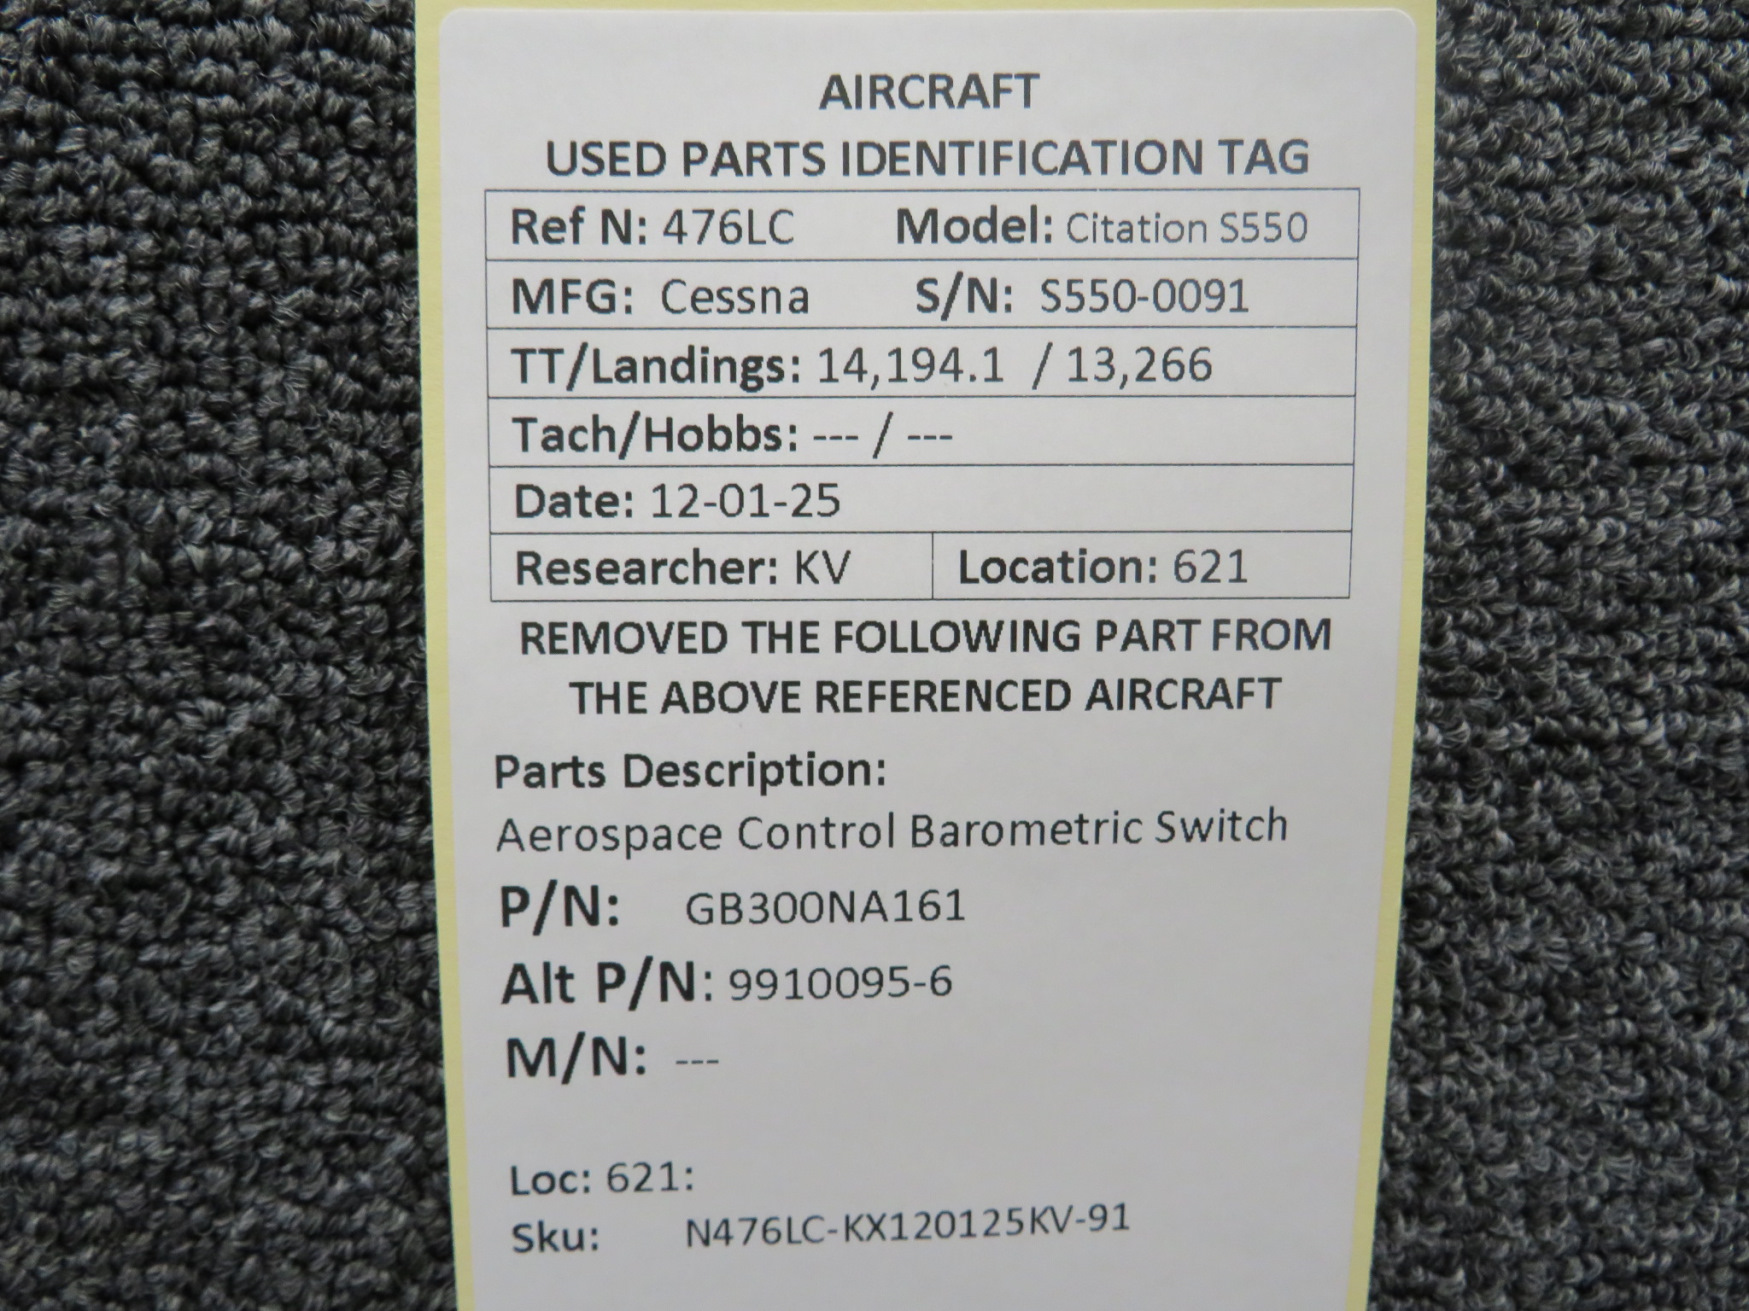 AIRCRAFT
USED PARTS IDENTIFICATION TAG
Ref N: 476LC Model: Citation S550
MFG: Cessna S/N: S550-0091
TT/Landings: 14,194.1 / 13,266
Tach/Hobbs: --- / ---
Date: 12-01-25
Researcher: KV Location: 621
REMOVED THE FOLLOWING PART FROM
THE ABOVE REFERENCED AIRCRAFT
Parts Description:
Aerospace Control Barometric Switch
P/N: GB300NA161
Alt P/N: 9910095-6
M/N: ---
Loc: 621:
Sku: N476LC-KX120125KV-91